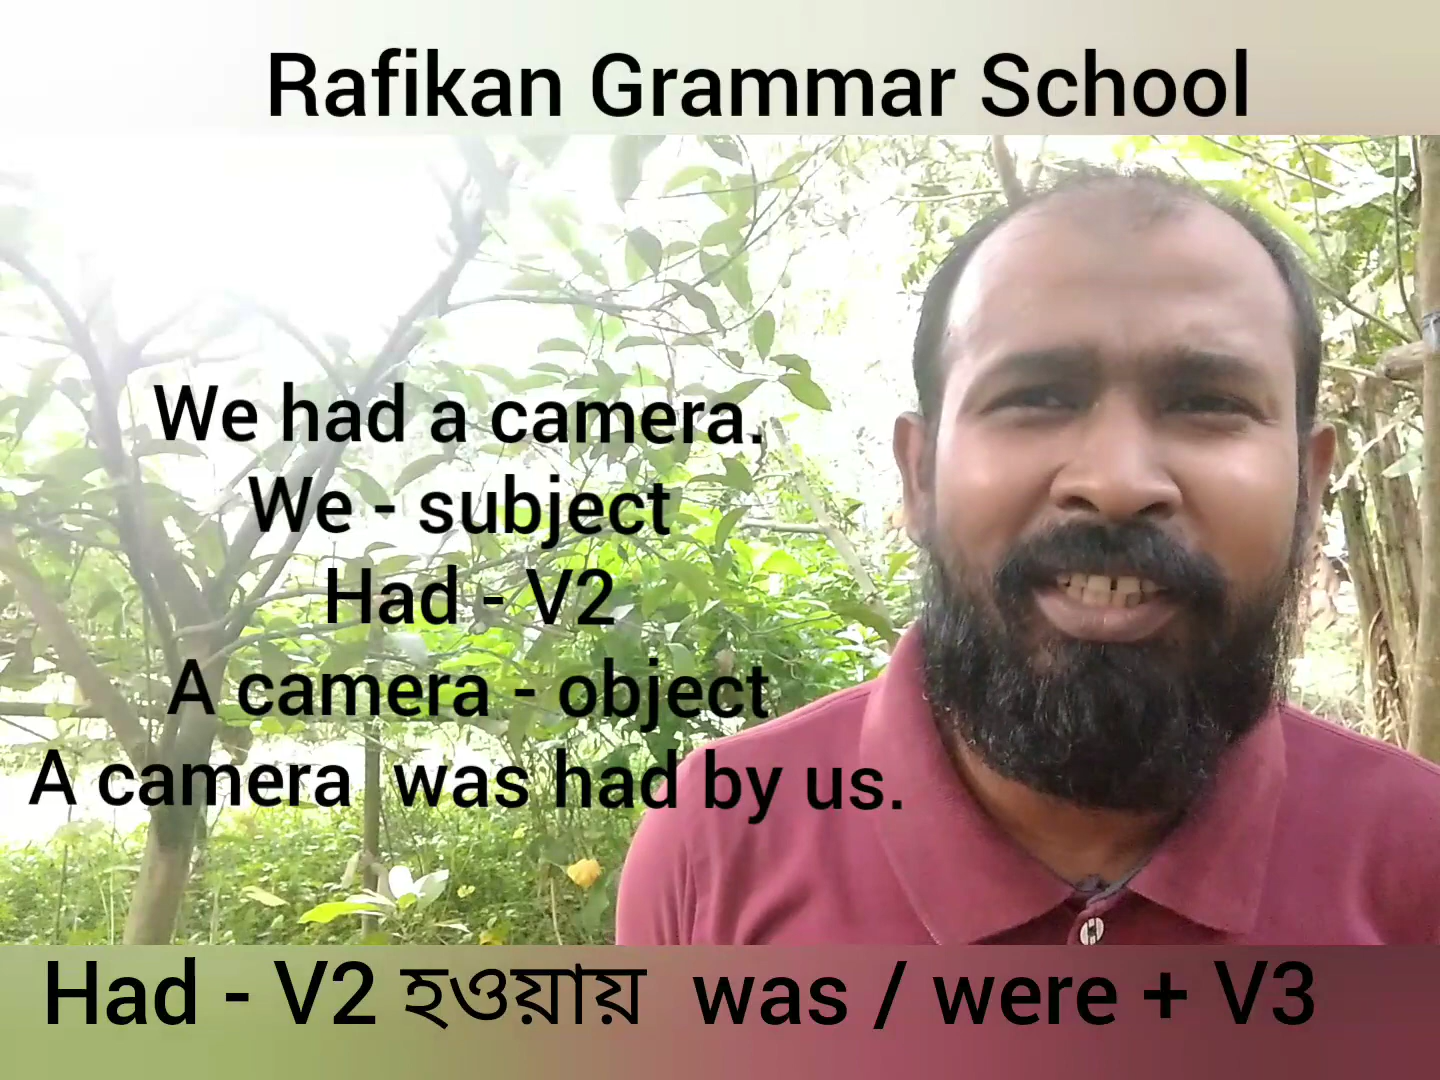 Rafikan Grammar School
We had a camera.
We - subject
Had - V2
A camera - object
A camera was had by us.
Had - V2 হওয়ায় was / were + V3